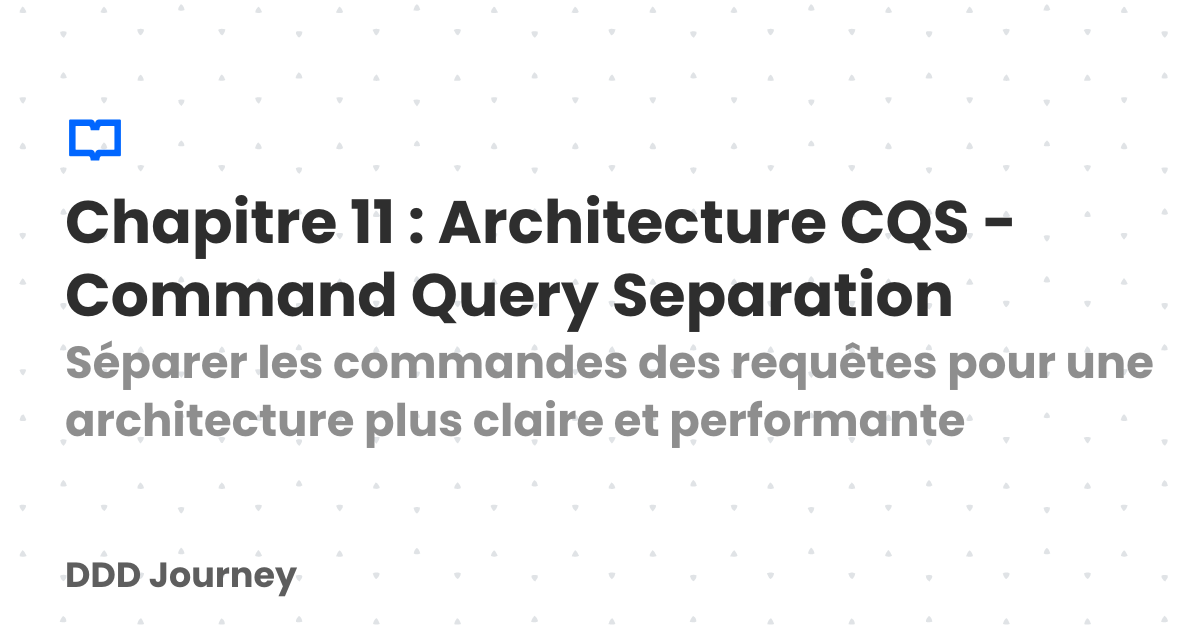 Chapitre 11 : Architecture CQS -
Command Query Separation
Séparer les commandes des requêtes pour une
architecture plus claire et performante
DDD Journey